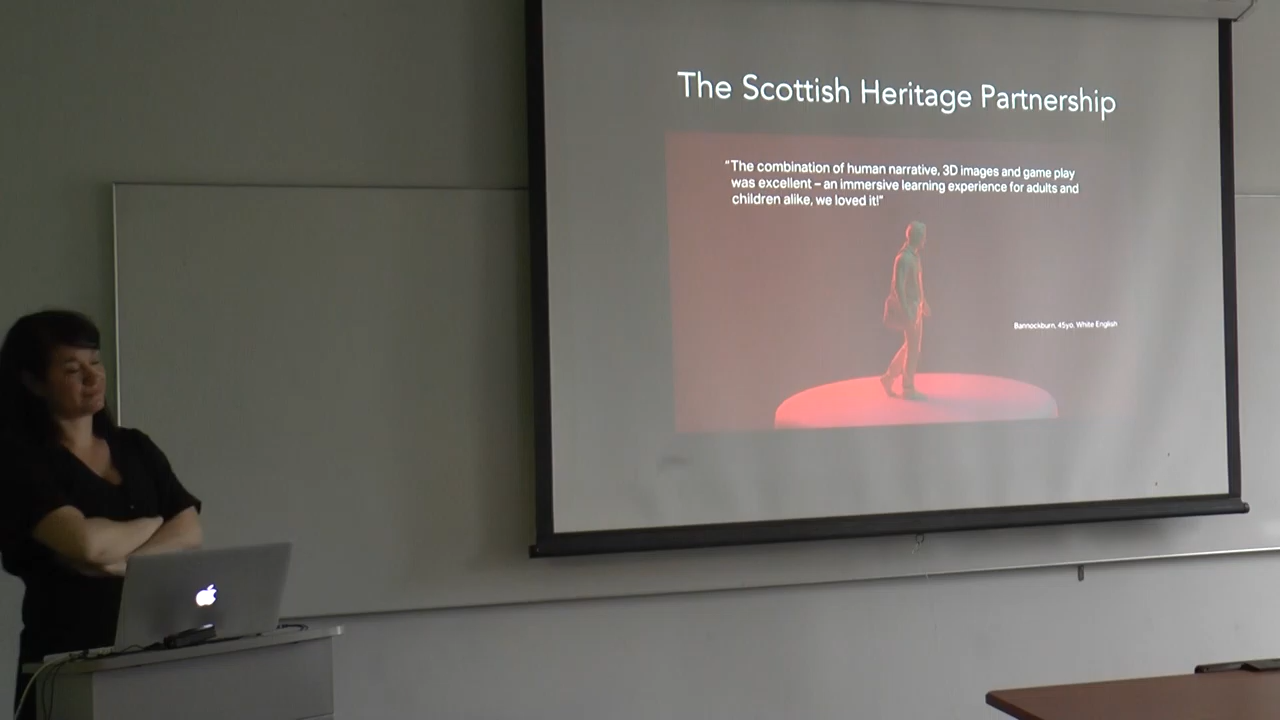 The Scottish Heritage Partnership
“The combination of human narrative, 3D images and game play
was excellent – an immersive learning experience for adults and
children alike, we loved it!”
Bannockburn, 45yo, White English